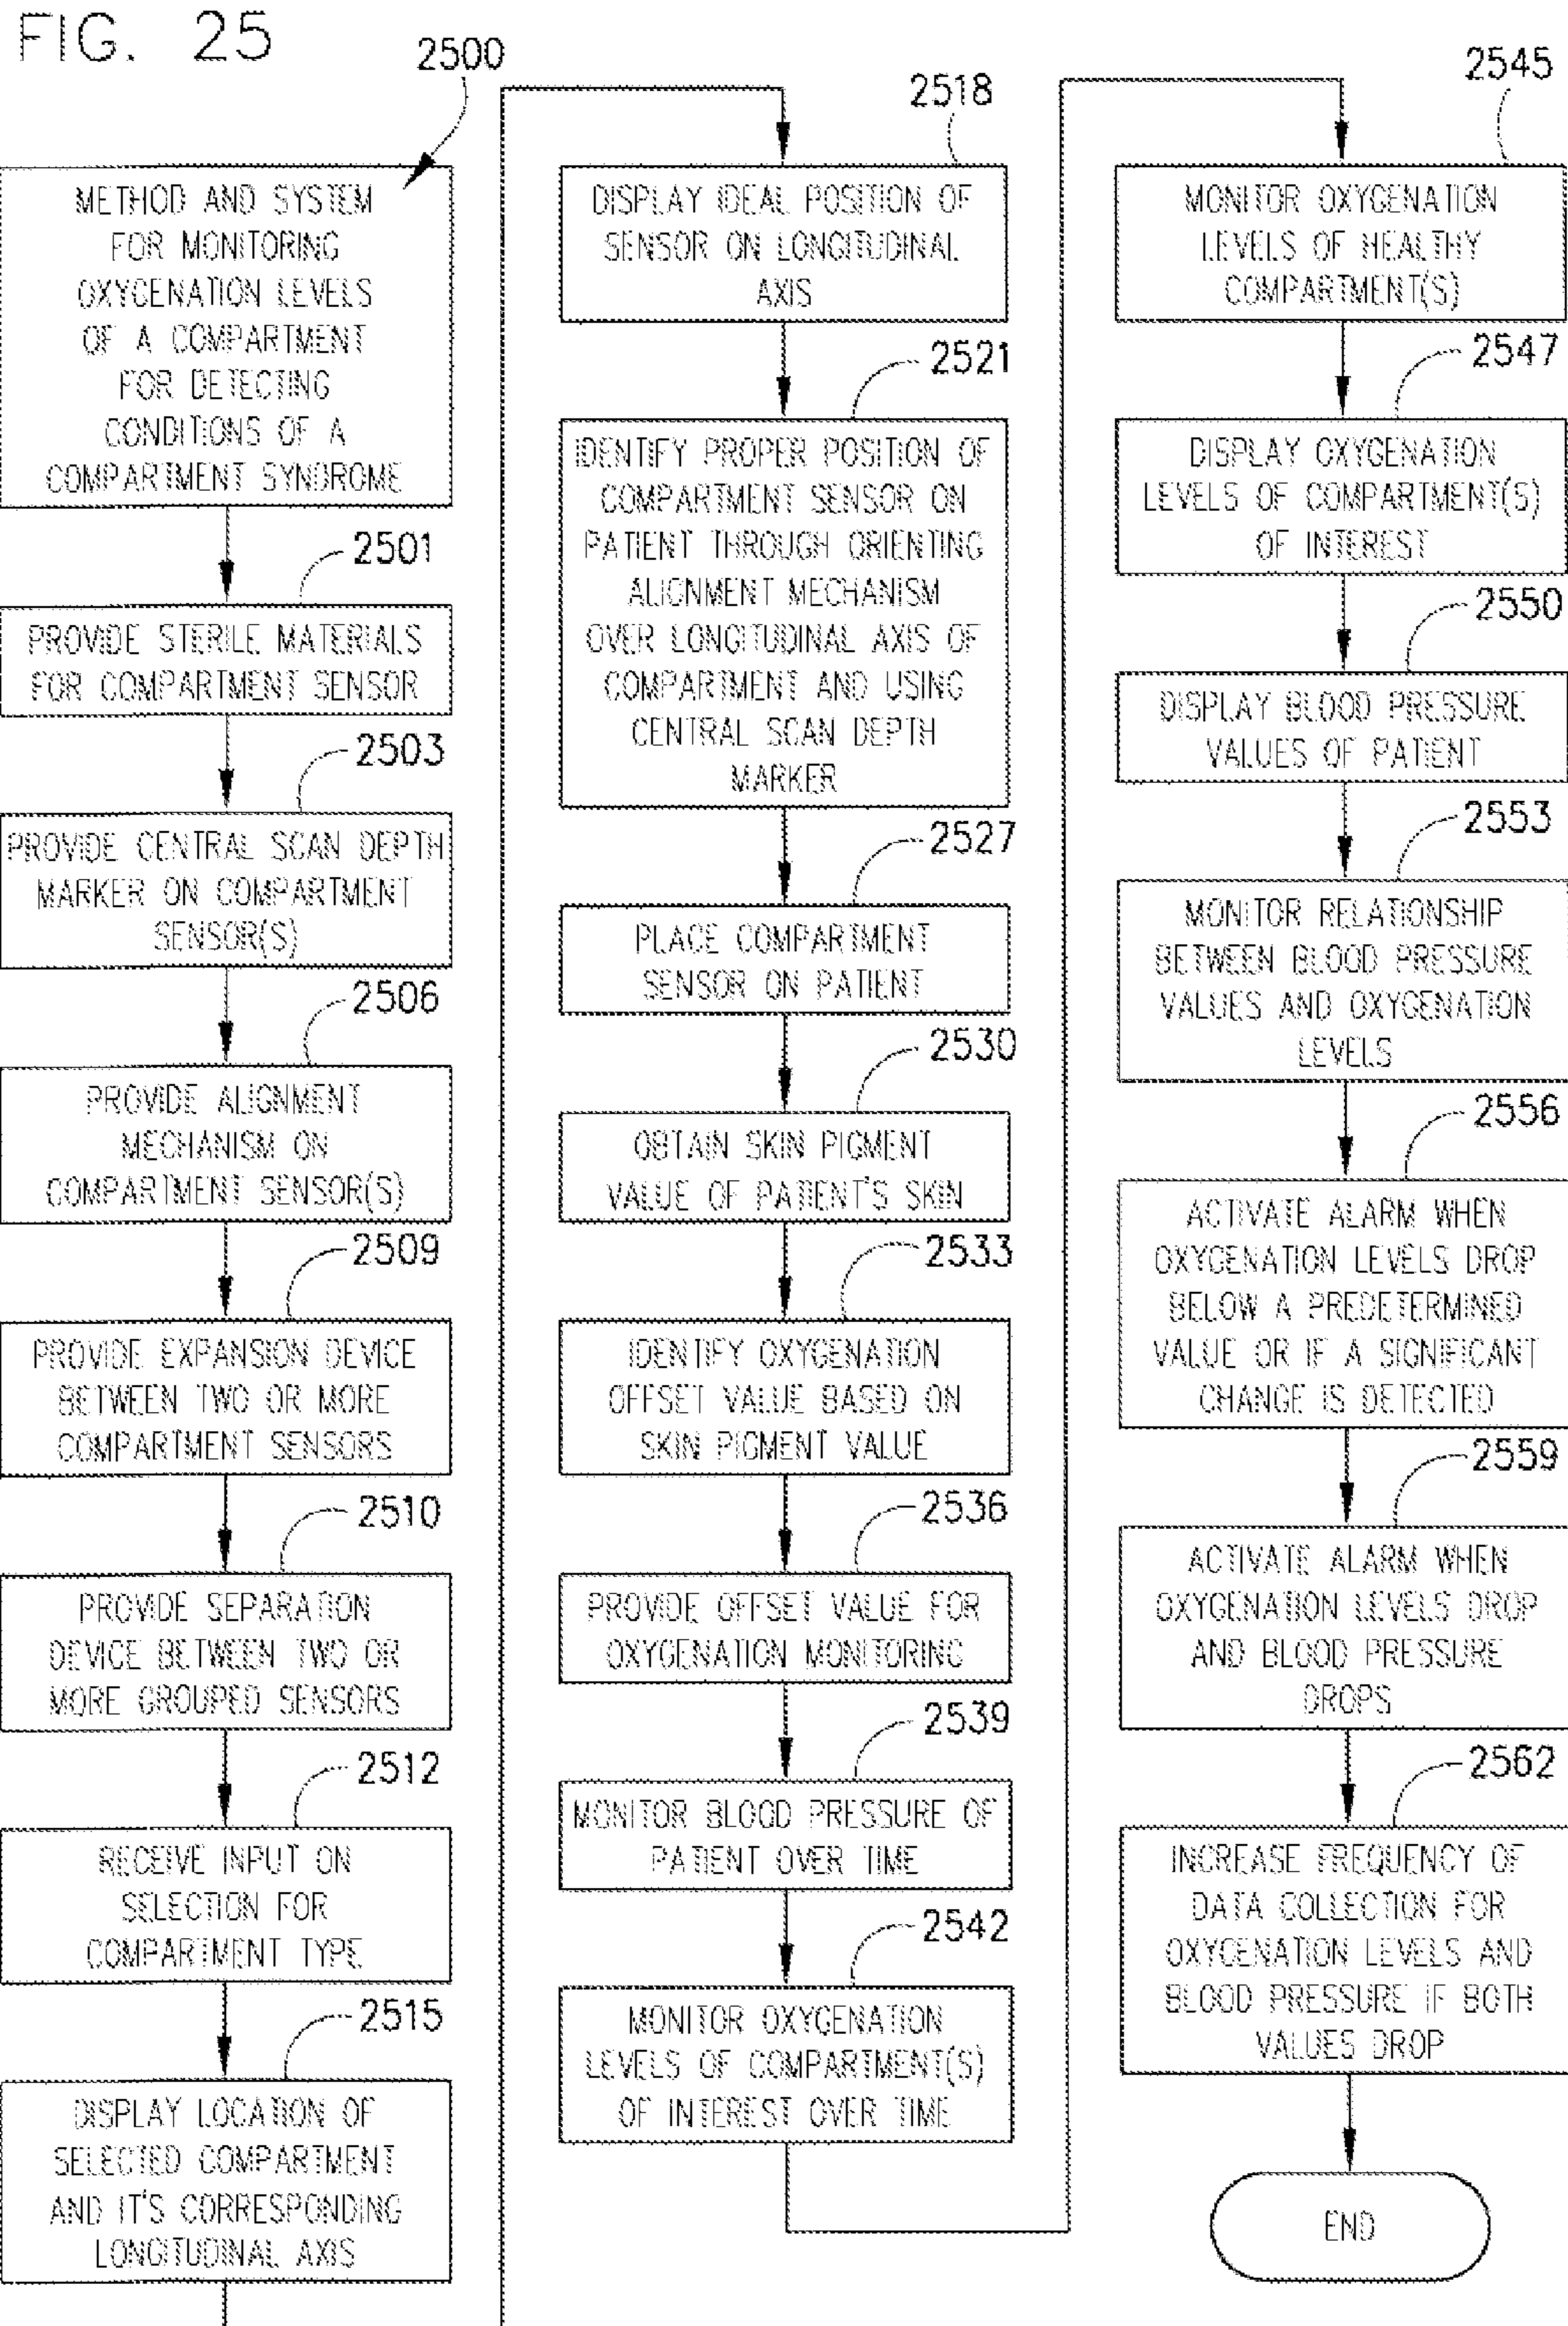 FIG. 25
2500
METHOD AND SYSTEM
FOR MONITORING
OXYGENATION LEVELS
OF A COMPARTMENT
FOR DETECTING
CONDITIONS OF A
COMPARTMENT SYNDROME
2501
PROVIDE STERILE MATERIALS
FOR COMPARTMENT SENSOR
2503
PROVIDE CENTRAL SCAN DEPTH
MARKER ON COMPARTMENT
SENSOR(S)
2506
PROVIDE ALIGNMENT
MECHANISM ON
COMPARTMENT SENSOR(S)
2509
PROVIDE EXPANSION DEVICE
BETWEEN TWO OR MORE
COMPARTMENT SENSORS
2510
PROVIDE SEPARATION
DEVICE BETWEEN TWO OR
MORE GROUPED SENSORS
2512
RECEIVE INPUT ON
SELECTION FOR
COMPARTMENT TYPE
2515
DISPLAY LOCATION OF
SELECTED COMPARTMENT
AND IT'S CORRESPONDING
LONGITUDINAL AXIS
2518
DISPLAY IDEAL POSITION OF
SENSOR ON LONGITUDINAL
AXIS
2521
IDENTIFY PROPER POSITION OF
COMPARTMENT SENSOR ON
PATIENT THROUGH ORIENTING
ALIGNMENT MECHANISM
OVER LONGITUDINAL AXIS OF
COMPARTMENT AND USING
CENTRAL SCAN DEPTH
MARKER
2527
PLACE COMPARTMENT
SENSOR ON PATIENT
2530
OBTAIN SKIN PIGMENT
VALUE OF PATIENT'S SKIN
2533
IDENTIFY OXYGENATION
OFFSET VALUE BASED ON
SKIN PIGMENT VALUE
2536
PROVIDE OFFSET VALUE FOR
OXYGENATION MONITORING
2539
MONITOR BLOOD PRESSURE OF
PATIENT OVER TIME
2542
MONITOR OXYGENATION
LEVELS OF COMPARTMENT(S)
OF INTEREST OVER TIME
2545
MONITOR OXYGENATION
LEVELS OF HEALTHY
COMPARTMENT(S)
2547
DISPLAY OXYGENATION
LEVELS OF COMPARTMENT(S)
OF INTEREST
2550
DISPLAY BLOOD PRESSURE
VALUES OF PATIENT
2553
MONITOR RELATIONSHIP
BETWEEN BLOOD PRESSURE
VALUES AND OXYGENATION
LEVELS
2556
ACTIVATE ALARM WHEN
OXYGENATION LEVELS DROP
BELOW A PREDETERMINED
VALUE OR IF A SIGNIFICANT
CHANGE IS DETECTED
2559
ACTIVATE ALARM WHEN
OXYGENATION LEVELS DROP
AND BLOOD PRESSURE
DROPS
2562
INCREASE FREQUENCY OF
DATA COLLECTION FOR
OXYGENATION LEVELS AND
BLOOD PRESSURE IF BOTH
VALUES DROP
END